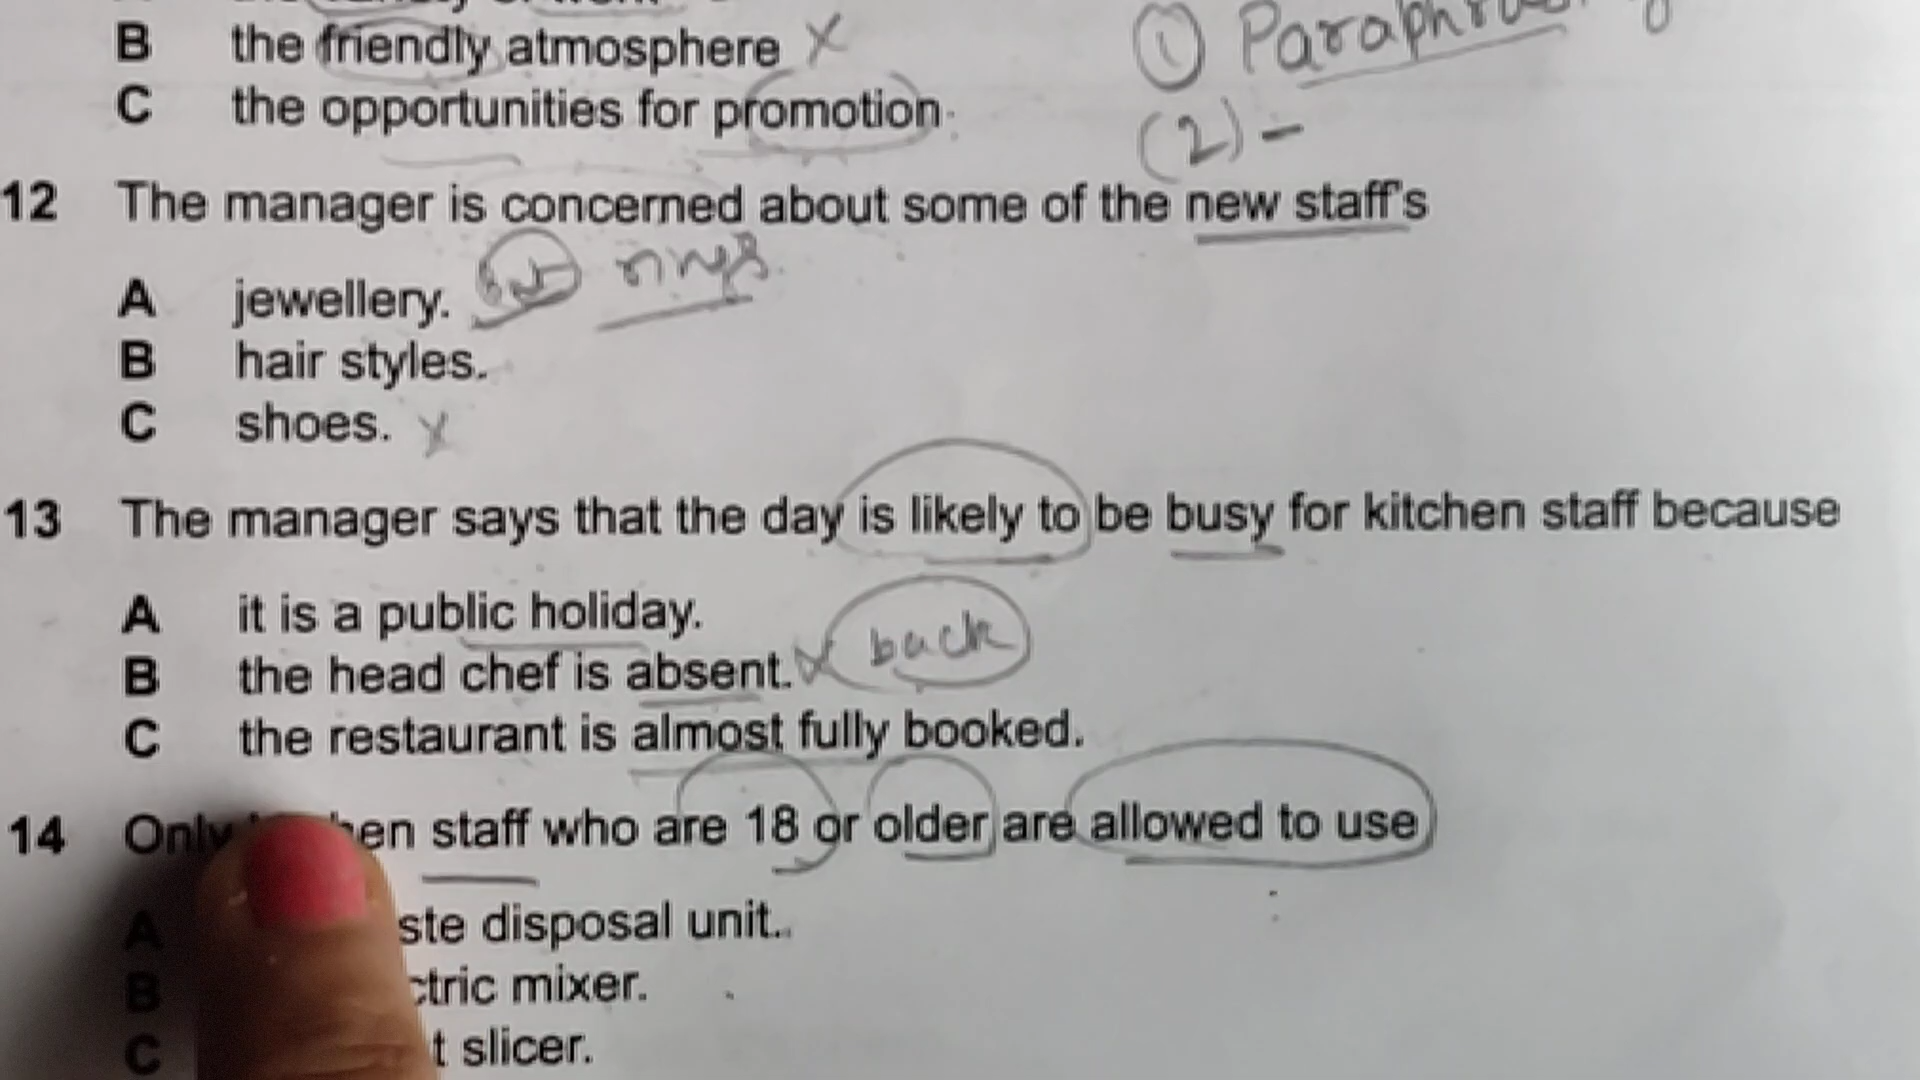 B the friendly atmosphere X
C the opportunities for promotion.
① Paraphrasing
(2) -
12 The manager is concerned about some of the new staff's
A jewellery. rings
B hair styles.
C shoes. X
13 The manager says that the day is likely to be busy for kitchen staff because
A it is a public holiday.
B the head chef is absent. X back
C the restaurant is almost fully booked.
14 Only en staff who are 18 or older are allowed to use
A ste disposal unit.
B ctric mixer.
C t slicer.